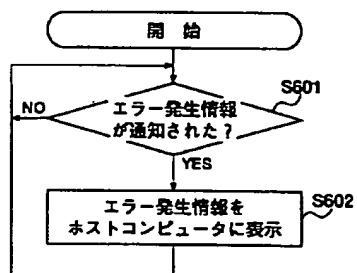 開始
S601
エラー発生情報
が通知された？
NO
YES
S602
エラー発生情報を
ホストコンピュータに表示